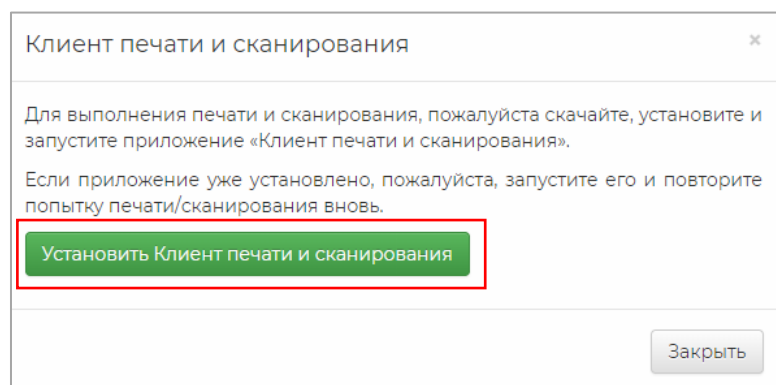 Клиент печати и сканирования
×
Для выполнения печати и сканирования, пожалуйста скачайте, установите и
запустите приложение «Клиент печати и сканирования».
Если приложение уже установлено, пожалуйста, запустите его и повторите
попытку печати/сканирования вновь.
Установить Клиент печати и сканирования
Закрыть